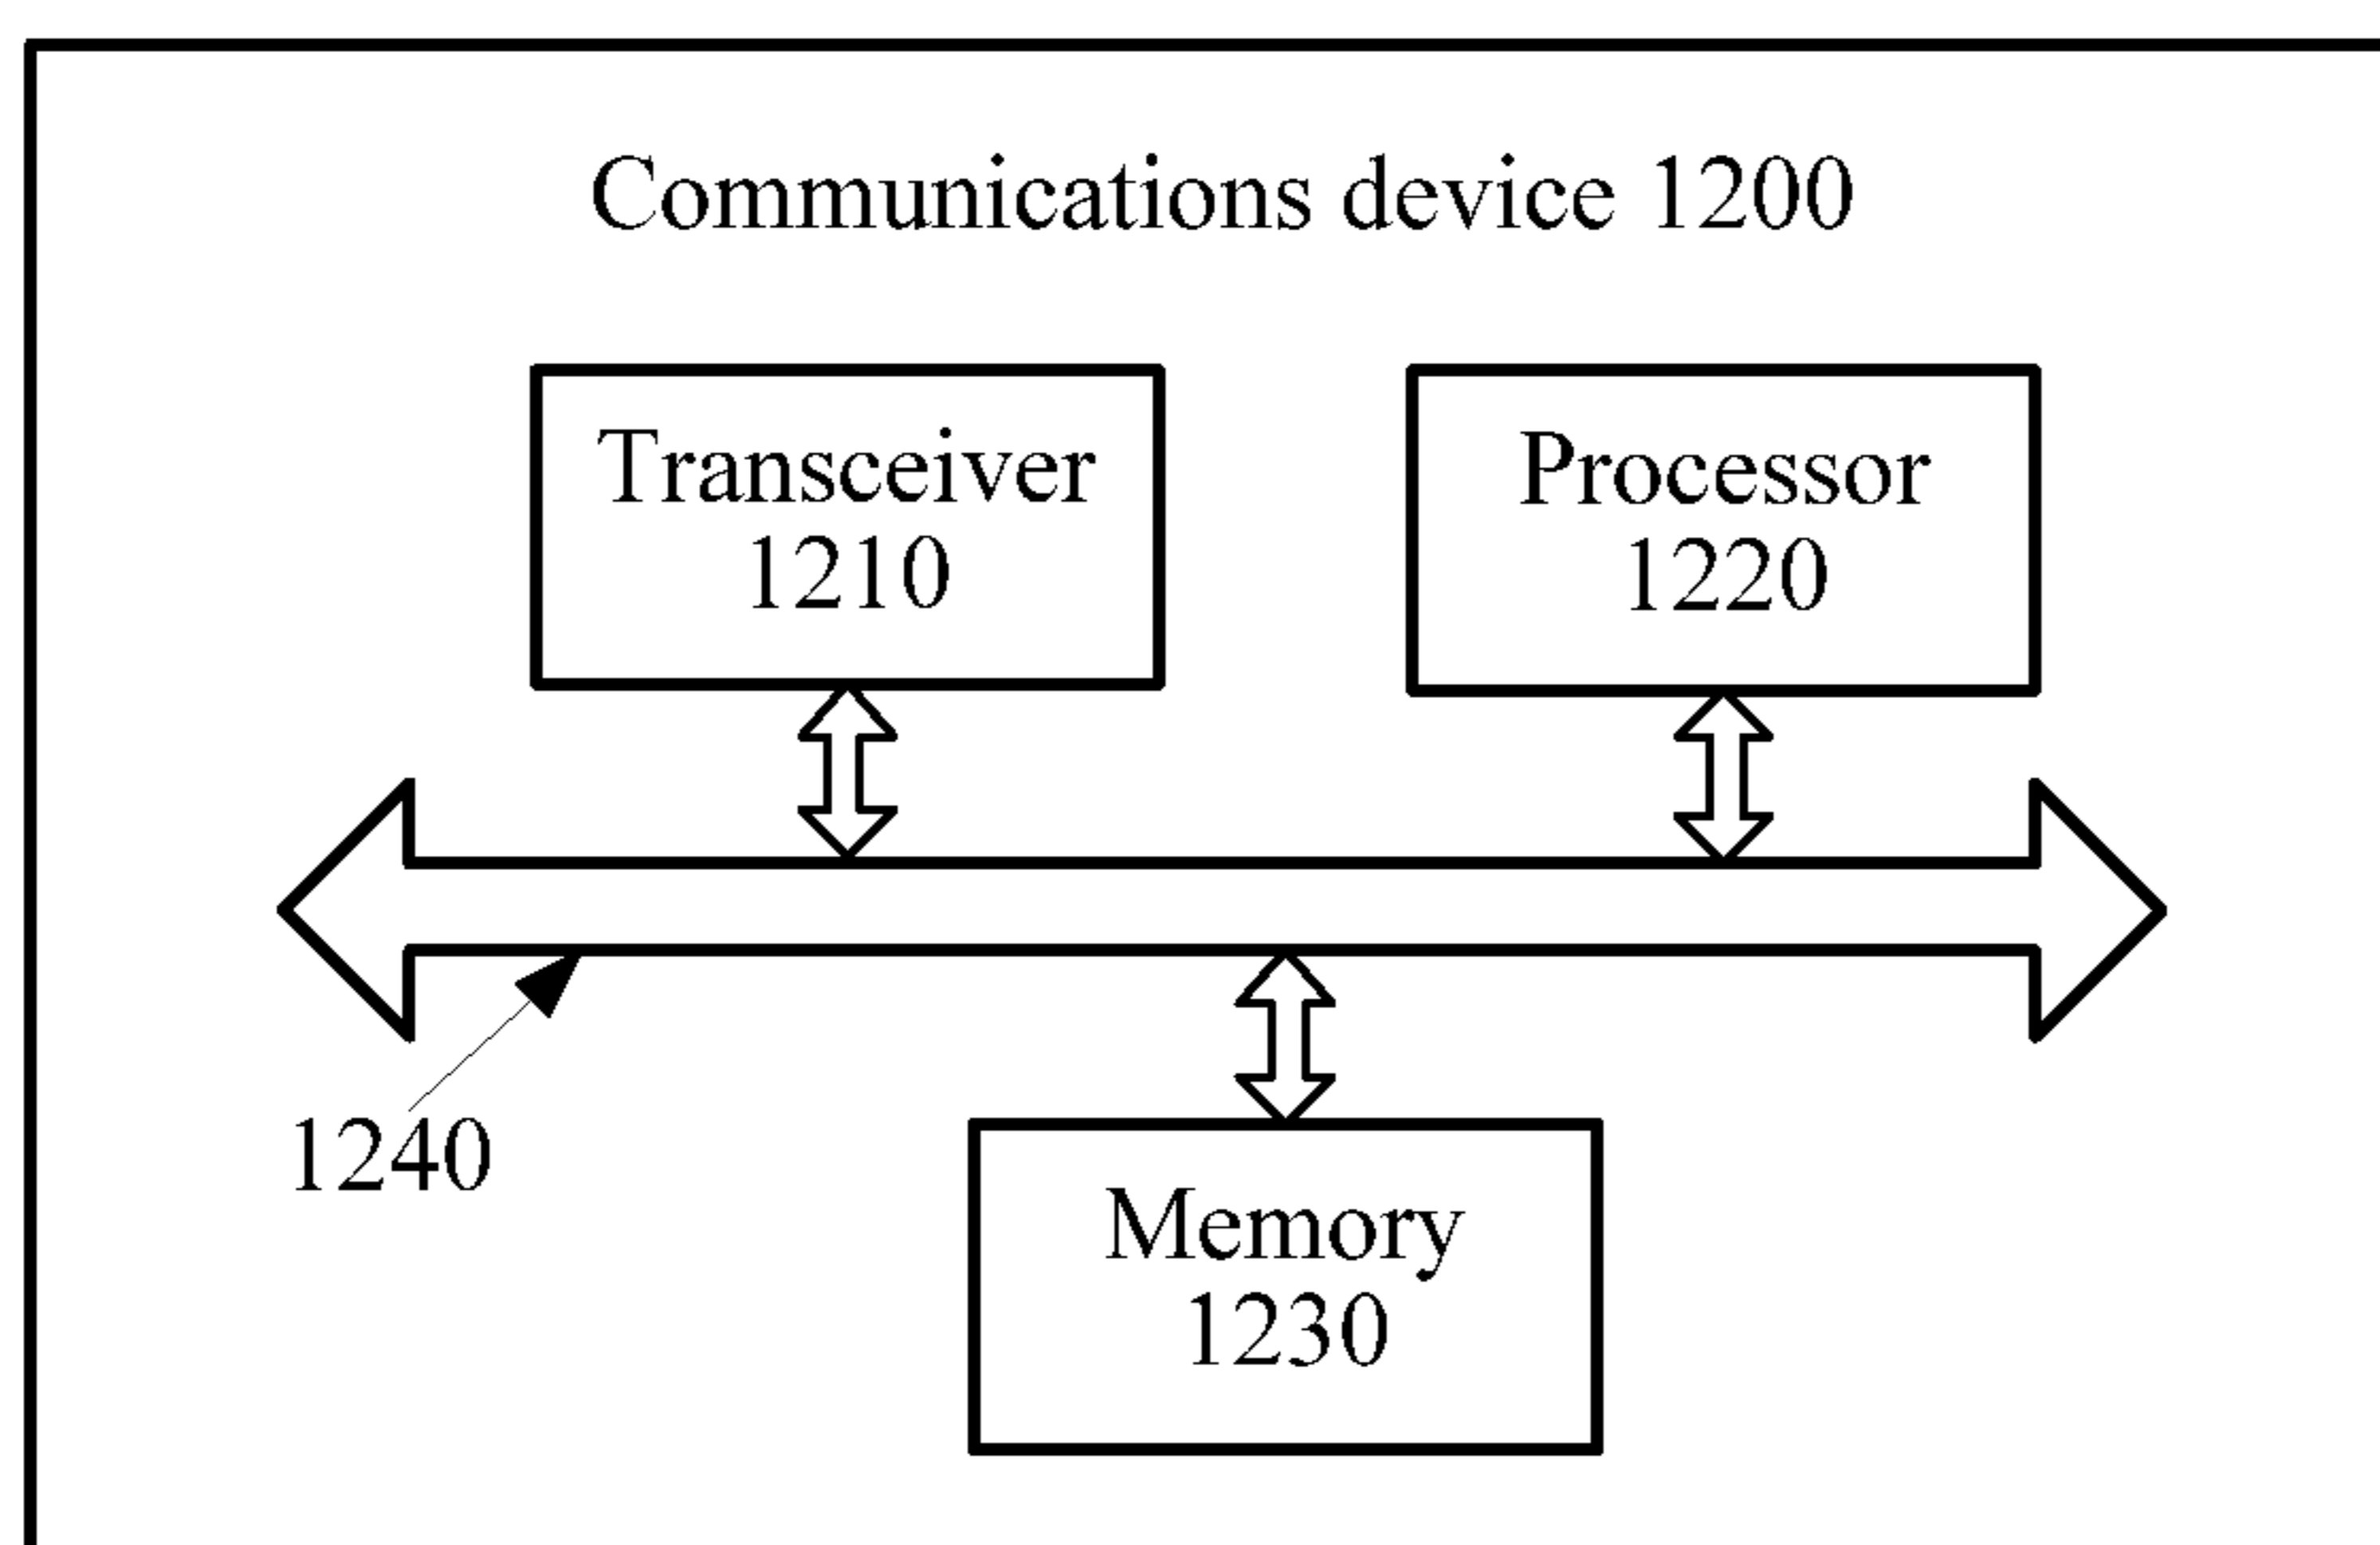 Communications device 1200
Transceiver
1210
Processor
1220
1240
Memory
1230